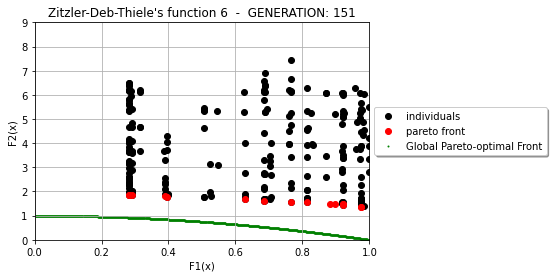 Zitzler-Deb-Thiele's function 6 - GENERATION: 151
9
8
7
6
5
4
3
2
1
0
F2(x)
0.0 0.2 0.4 0.6 0.8 1.0
F1(x)
individuals
pareto front
Global Pareto-optimal Front